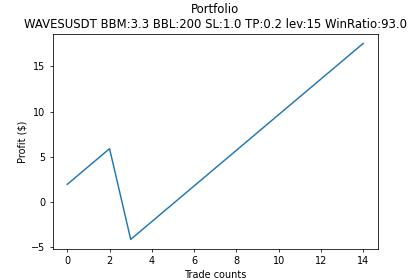 Portfolio
WAVESUSDT BBM:3.3 BBL:200 SL:1.0 TP:0.2 lev:15 WinRatio:93.0
Profit ($)
15
10
5
0
−5
0 2 4 6 8 10 12 14
Trade counts